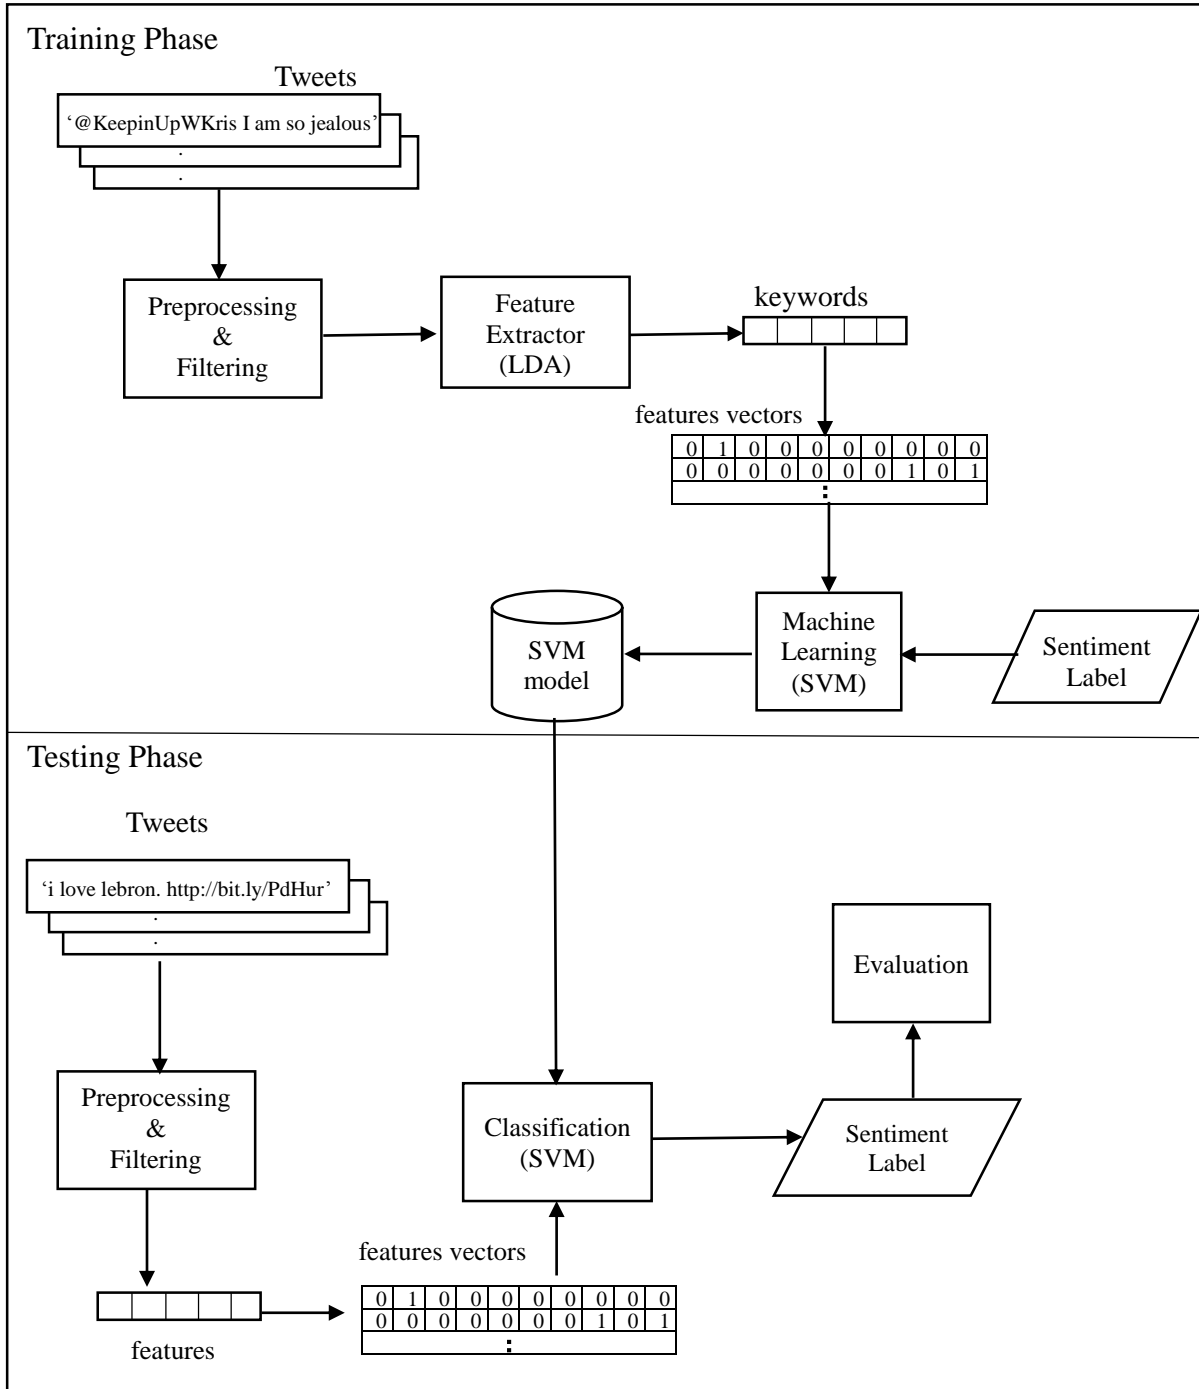 Training Phase
Tweets
‘@KeepinUpWKris I am so jealous’
.
.
Preprocessing
&
Filtering
Feature
Extractor
(LDA)
keywords
features vectors
0 1 0 0 0 0 0 0 0 0
0 0 0 0 0 0 0 1 0 1
:
Machine
Learning
(SVM)
Sentiment
Label
SVM
model
Testing Phase
Tweets
‘i love lebron. http://bit.ly/PdHur’
.
.
Preprocessing
&
Filtering
features
features vectors
0 1 0 0 0 0 0 0 0 0
0 0 0 0 0 0 0 1 0 1
:
Classification
(SVM)
Sentiment
Label
Evaluation